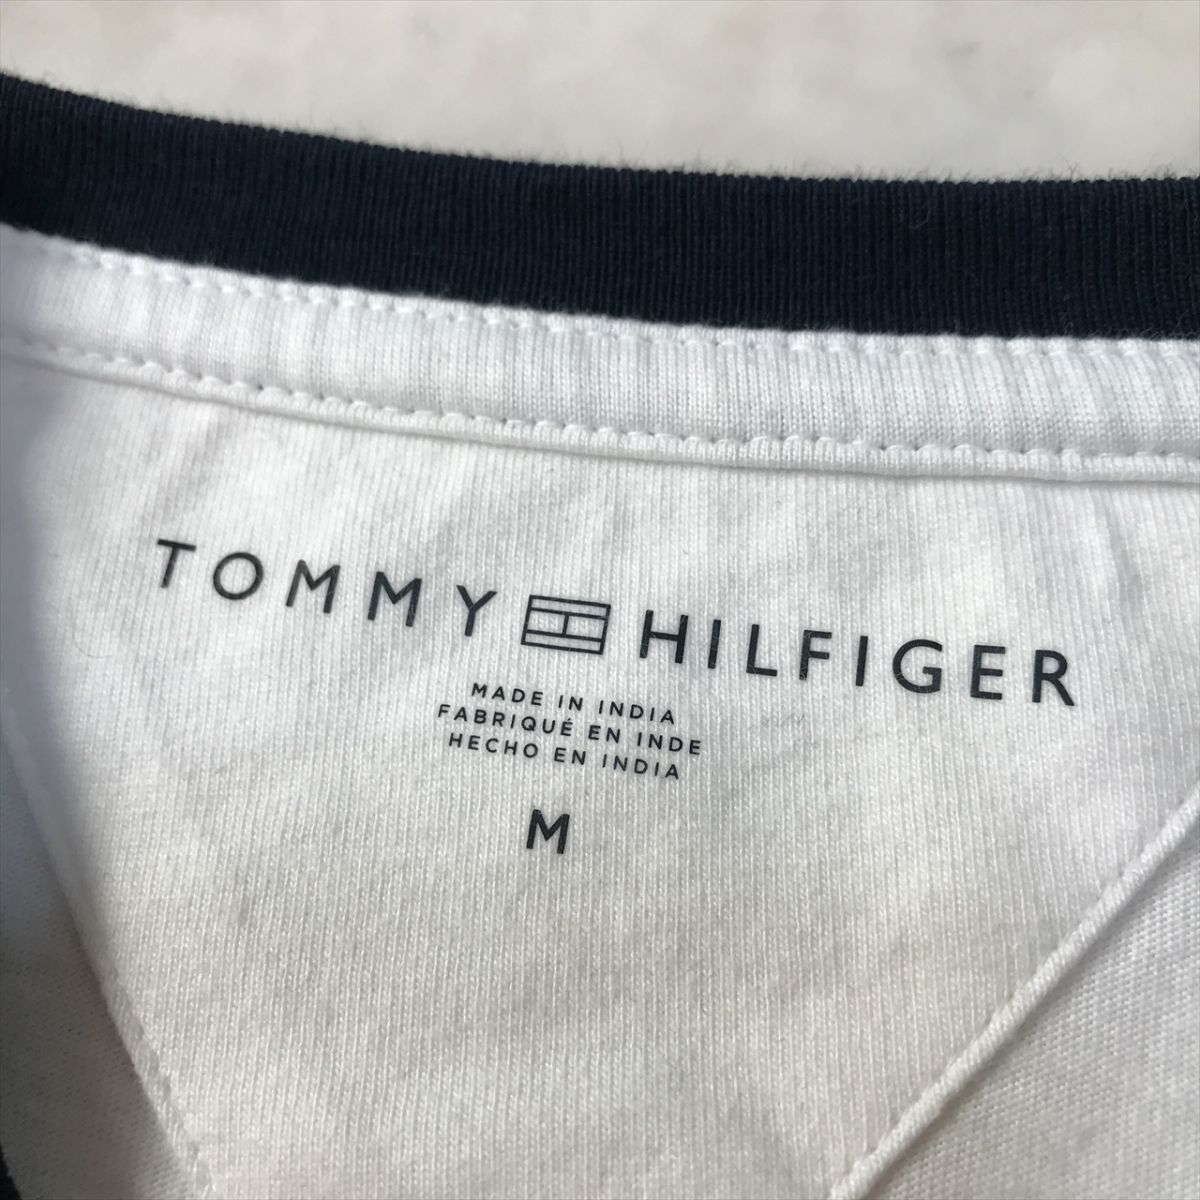 TOMMY HILFIGER
MADE IN INDIA
FABRIQUÉ EN INDE
HECHO EN INDIA
M